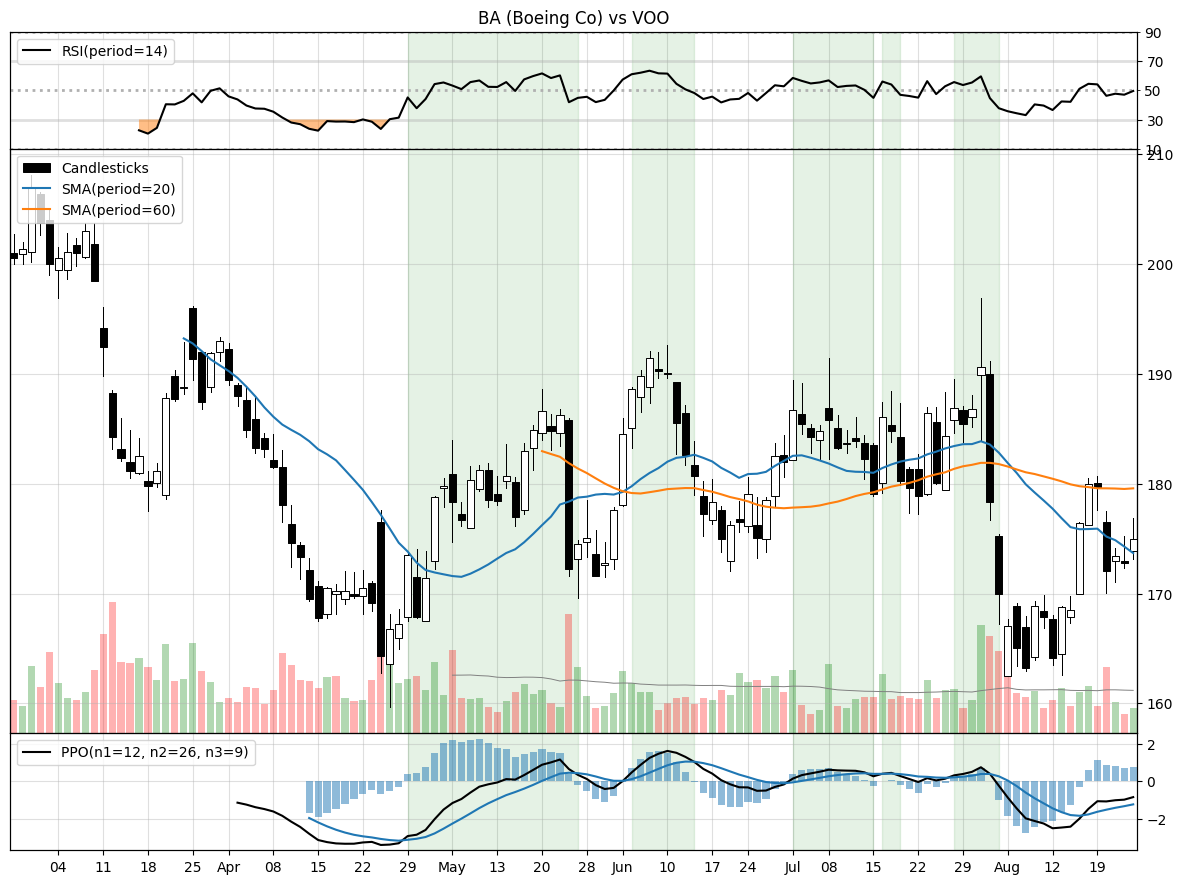 BA (Boeing Co) vs VOO
RSI(period=14)
90
70
50
30
10
Candlesticks
SMA(period=20)
SMA(period=60)
210
200
190
180
170
160
PPO(n1=12, n2=26, n3=9)
2
0
−2
04 11 18 25 Apr 08 15 22 29 May 13 20 28 Jun 10 17 24 Jul 08 15 22 29 Aug 12 19